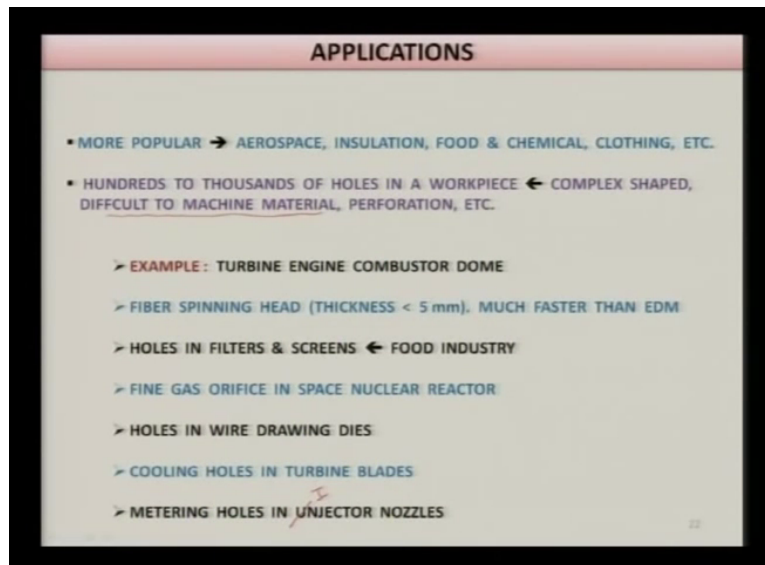 APPLICATIONS
▪ MORE POPULAR → AEROSPACE, INSULATION, FOOD & CHEMICAL, CLOTHING, ETC.
▪ HUNDREDS TO THOUSANDS OF HOLES IN A WORKPIECE ← COMPLEX SHAPED,
DIFFCULT TO MACHINE MATERIAL, PERFORATION, ETC.
➢ EXAMPLE: TURBINE ENGINE COMBUSTOR DOME
➢ FIBER SPINNING HEAD (THICKNESS < 5 mm). MUCH FASTER THAN EDM
➢ HOLES IN FILTERS & SCREENS ← FOOD INDUSTRY
➢ FINE GAS ORIFICE IN SPACE NUCLEAR REACTOR
➢ HOLES IN WIRE DRAWING DIES
➢ COOLING HOLES IN TURBINE BLADES
I
➢ METERING HOLES IN UNJECTOR NOZZLES
22